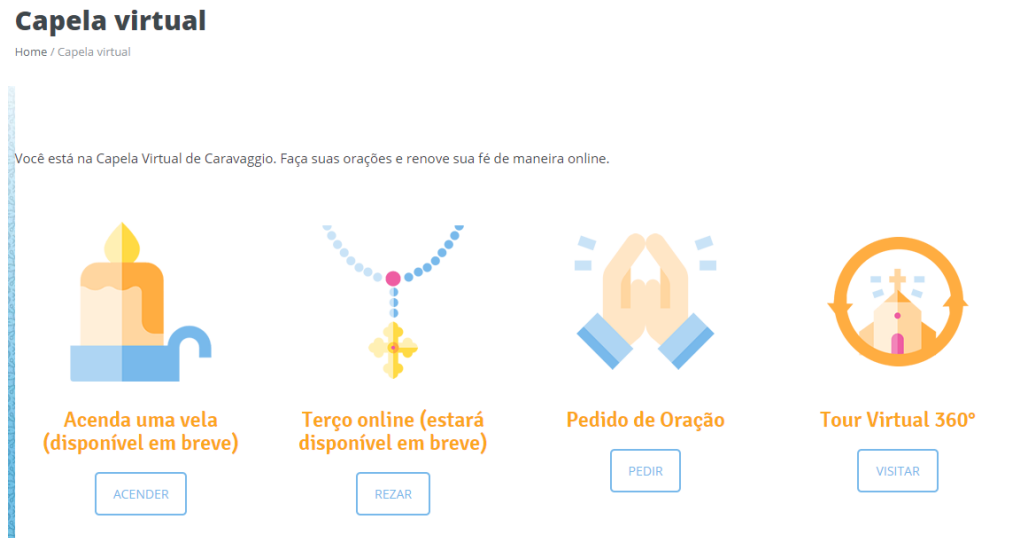 Capela virtual
Home / Capela virtual
Você está na Capela Virtual de Caravaggio. Faça suas orações e renove sua fé de maneira online.
Acenda uma vela
(disponível em breve)
ACENDER
Terço online (estará
disponível em breve)
REZAR
Pedido de Oração
PEDIR
Tour Virtual 360°
VISITAR